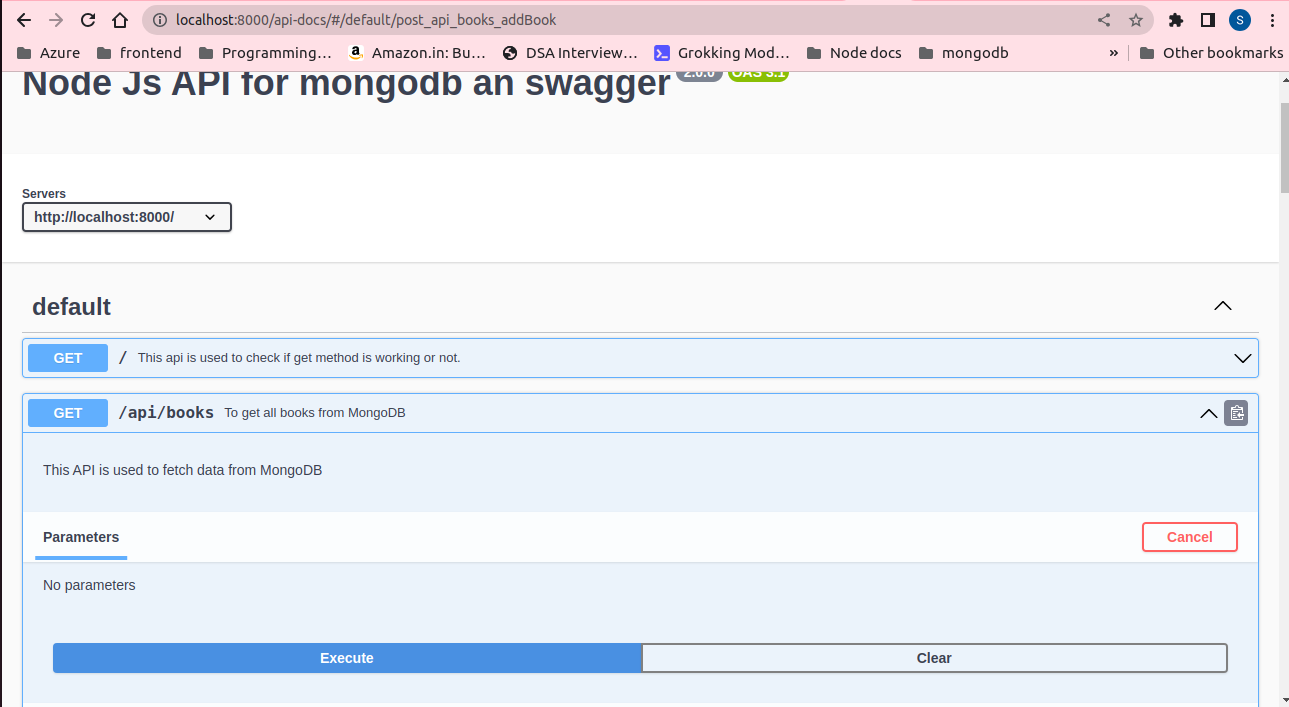 localhost:8000/api-docs/#/default/post_api_books_addBook
S
Azure frontend Programming… Amazon.in: Bu… DSA Interview… Grokking Mod… Node docs mongodb » Other bookmarks
Node Js API for mongodb an swagger 2.0.0 OAS 3.1
Servers
http://localhost:8000/
default
GET / This api is used to check if get method is working or not.
GET /api/books To get all books from MongoDB
This API is used to fetch data from MongoDB
Parameters Cancel
No parameters
Execute Clear